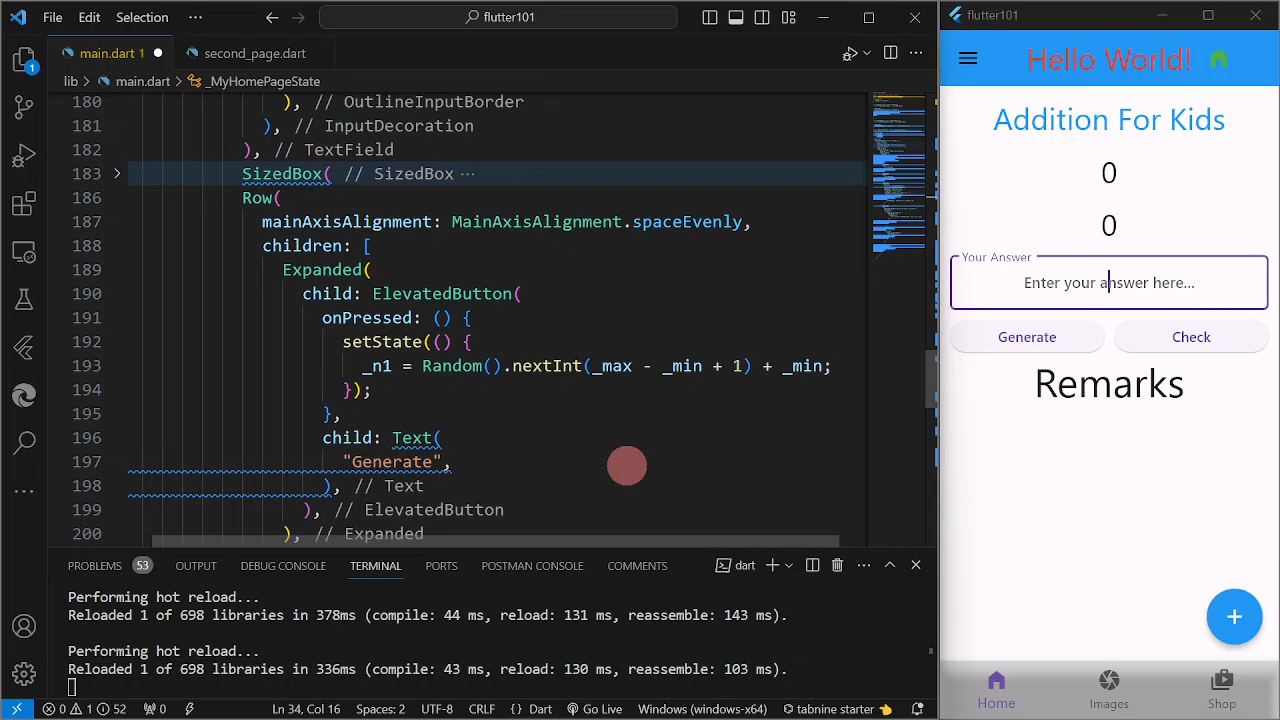 File Edit Selection ··· flutter101
main.dart 1 second_page.dart
lib > main.dart > _MyHomePageState
180 ), // OutlineInputBorder
181 ), // InputDecoration
182 ), // TextField
183 SizedBox( // SizedBox ···
186 Row(
187 mainAxisAlignment: MainAxisAlignment.spaceEvenly,
188 children: [
189 Expanded(
190 child: ElevatedButton(
191 onPressed: () {
192 setState(() {
193 _n1 = Random().nextInt(_max - _min + 1) + _min;
194 });
195 },
196 child: Text(
197 "Generate",
198 ), // Text
199 ), // ElevatedButton
200 ), // Expanded
PROBLEMS 53 OUTPUT DEBUG CONSOLE TERMINAL PORTS POSTMAN CONSOLE COMMENTS dart
Performing hot reload...
Reloaded 1 of 698 libraries in 378ms (compile: 44 ms, reload: 131 ms, reassemble: 143 ms).
Performing hot reload...
Reloaded 1 of 698 libraries in 336ms (compile: 43 ms, reload: 130 ms, reassemble: 103 ms).
1
0 1 52 0 Ln 34, Col 16 Spaces: 2 UTF-8 CRLF {} Dart Go Live Windows (windows-x64) tabnine starter
flutter101
Hello World!
Addition For Kids
0
0
Your Answer
Enter your answer here...
Generate Check
Remarks
+
Home Images Shop